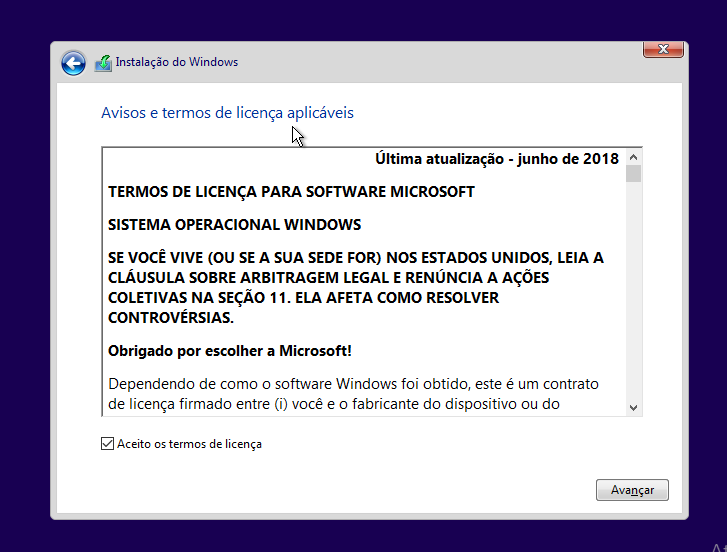 Instalação do Windows
Avisos e termos de licença aplicáveis
Última atualização - junho de 2018
TERMOS DE LICENÇA PARA SOFTWARE MICROSOFT
SISTEMA OPERACIONAL WINDOWS
SE VOCÊ VIVE (OU SE A SUA SEDE FOR) NOS ESTADOS UNIDOS, LEIA A
CLÁUSULA SOBRE ARBITRAGEM LEGAL E RENÚNCIA A AÇÕES
COLETIVAS NA SEÇÃO 11. ELA AFETA COMO RESOLVER
CONTROVÉRSIAS.
Obrigado por escolher a Microsoft!
Dependendo de como o software Windows foi obtido, este é um contrato
de licença firmado entre (i) você e o fabricante do dispositivo ou do
Aceito os termos de licença
Avançar